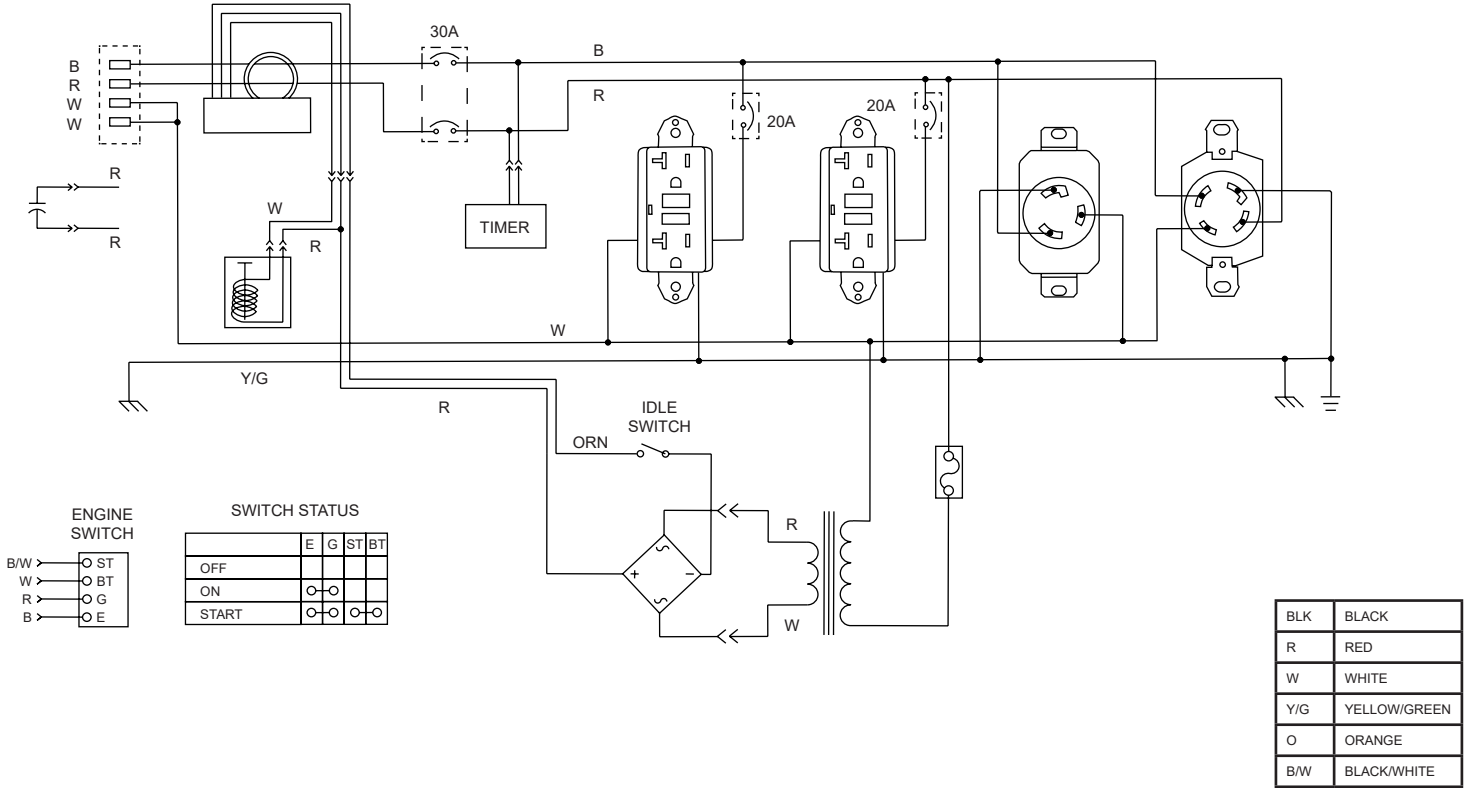 30A
B
B
R
W
W
R
20A
20A
R
R
W
R
TIMER
W
Y/G
R
IDLE
SWITCH
ORN
R
W
+
−
ENGINE
SWITCH
B/W ST
W BT
R G
B E
SWITCH STATUS
E G ST BT
OFF
ON
START
BLK BLACK
R RED
W WHITE
Y/G YELLOW/GREEN
O ORANGE
B/W BLACK/WHITE